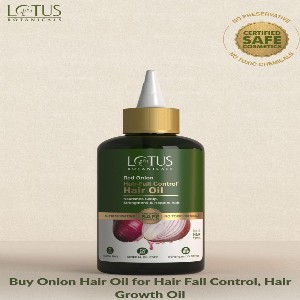 LOTUS
BOTANICALS
NO PRESERVATIVE
CERTIFIED
SAFE
COSMETICS
NO TOXIC CHEMICALS
LOTUS
BOTANICALS
Red Onion
Hair Fall Control
Hair Oil
SAFE
Buy Onion Hair Oil for Hair Fall Control, Hair
Growth Oil